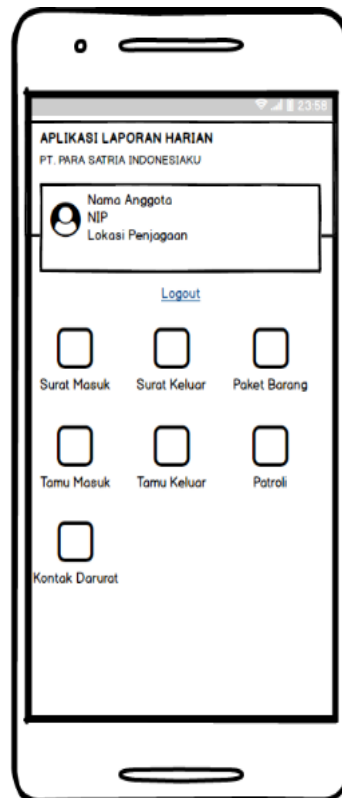 23:58
APLIKASI LAPORAN HARIAN
PT. PARA SATRIA INDONESIAKU
Nama Anggota
NIP
Lokasi Penjagaan
Logout
Surat Masuk Surat Keluar Paket Barang
Tamu Masuk Tamu Keluar Patroli
Kontak Darurat